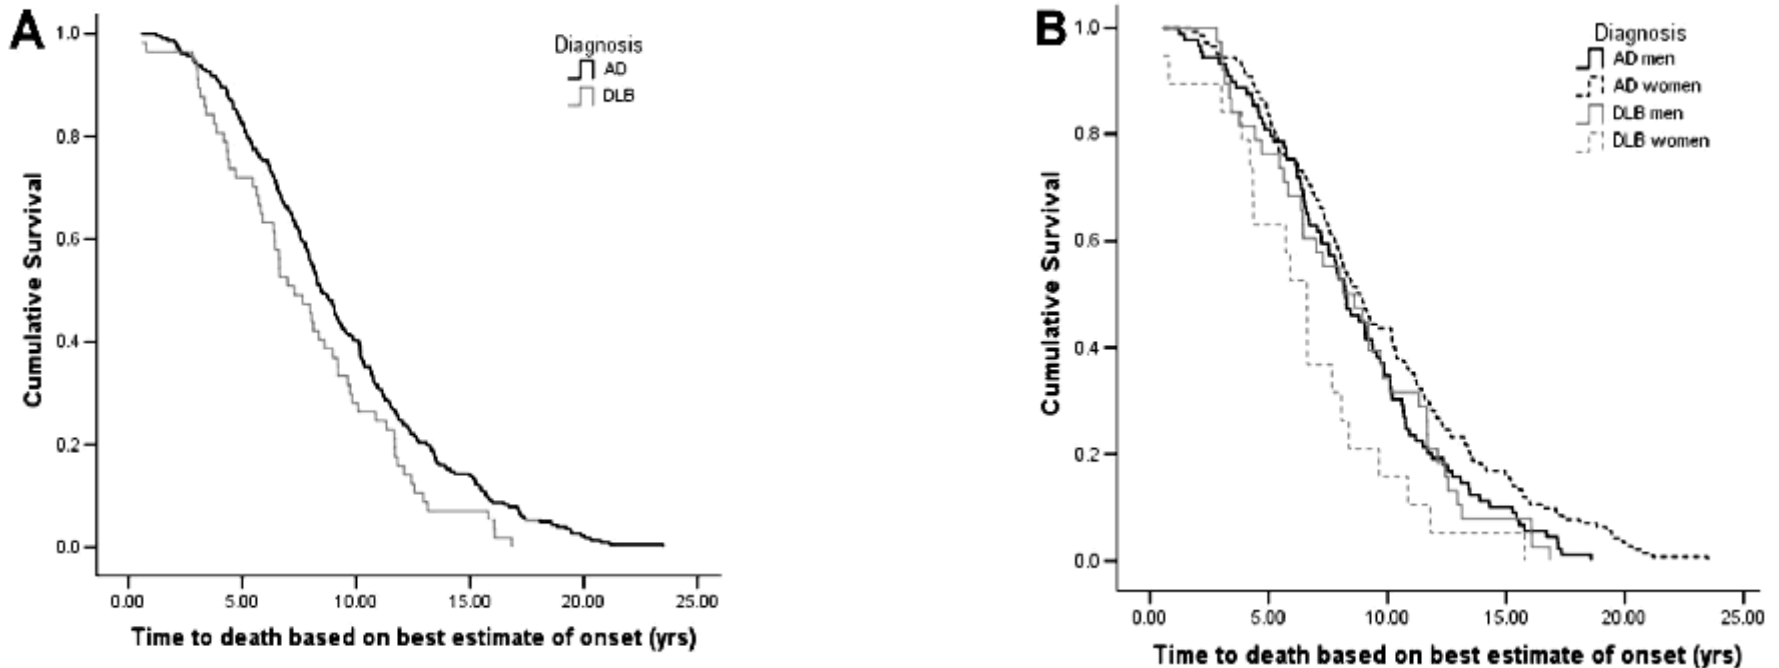 A
Diagnosis
AD
DLB
1.0
0.8
0.6
0.4
0.2
0.0
Cumulative Survival
0.00 5.00 10.00 15.00 20.00 25.00
Time to death based on best estimate of onset (yrs)
B
Diagnosis
AD men
AD women
DLB men
DLB women
1.0
0.8
0.6
0.4
0.2
0.0
Cumulative Survival
0.00 5.00 10.00 15.00 20.00 25.00
Time to death based on best estimate of onset (yrs)